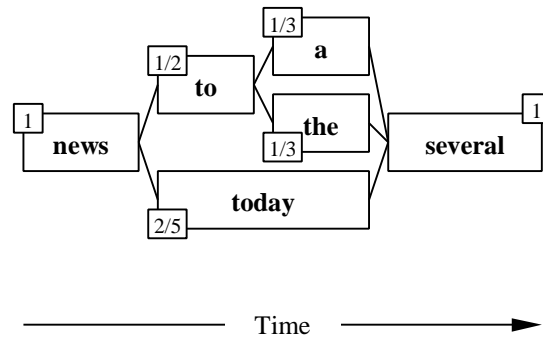 1/3
a
1/2
to
1
news
the
1/3
1
several
today
2/5
Time